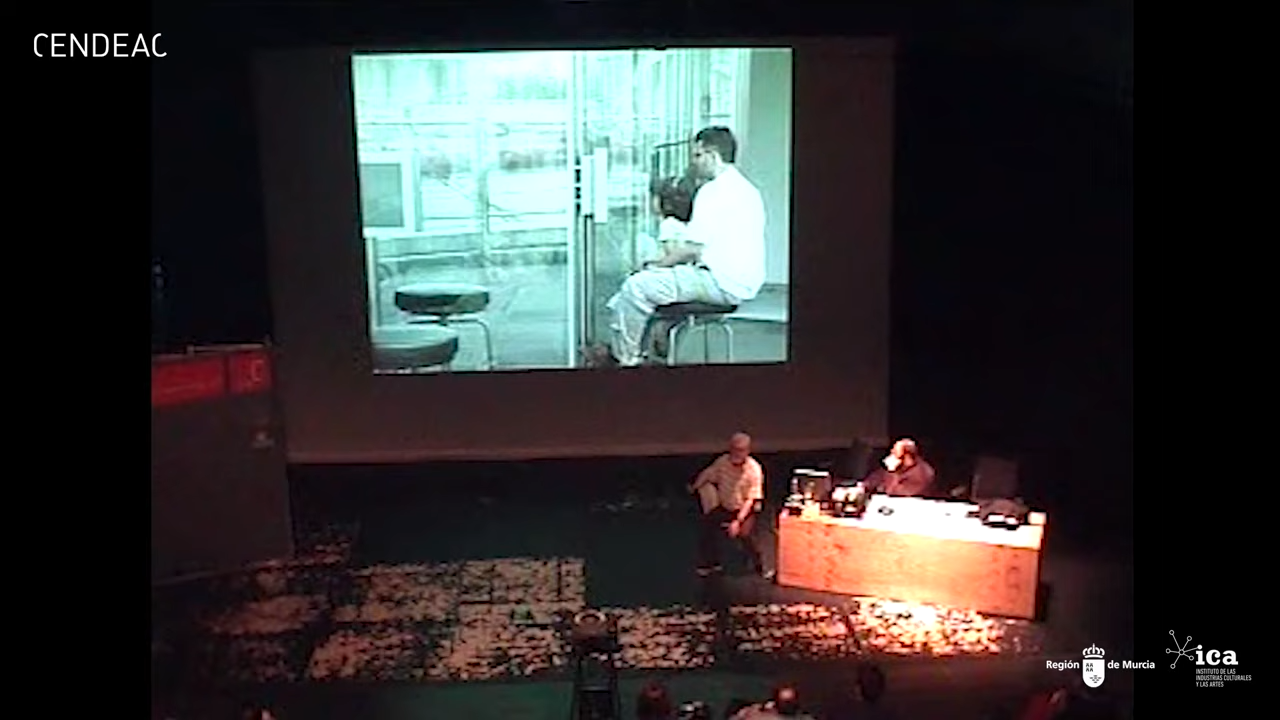 CENDEAC
Región de Murcia
ica
INSTITUTO DE LAS
INDUSTRIAS CULTURALES
Y LAS ARTES